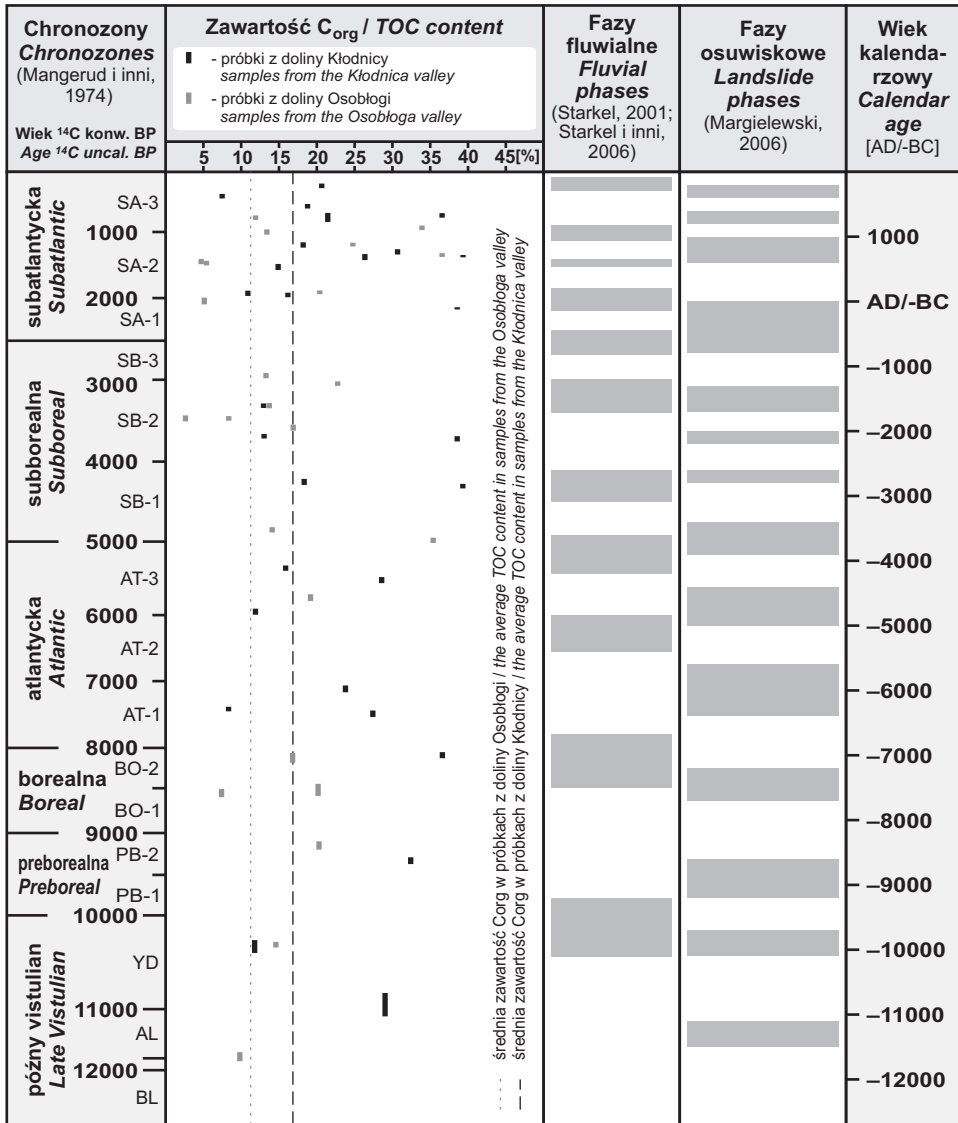 Chronozony
Chronozones
(Mangerud i inni,
1974)
Wiek ¹⁴C konw. BP
Age ¹⁴C uncal. BP
Zawartość Corg / TOC content
- próbki z doliny Kłodnicy
samples from the Kłodnica valley
- próbki z doliny Osobłogi
samples from the Osobłoga valley
5 10 15 20 25 30 35 40 45[%]
Fazy
fluwialne
Fluvial
phases
(Starkel, 2001;
Starkel i inni,
2006)
Fazy
osuwiskowe
Landslide
phases
(Margielewski,
2006)
Wiek
kalenda-
rzowy
Calendar
age
[AD/-BC]
subatlantycka
Subatlantic
SA-3
1000
SA-2
2000
SA-1
subborealna
Subboreal
SB-3
3000
SB-2
4000
SB-1
5000
atlantycka
Atlantic
AT-3
6000
AT-2
7000
AT-1
8000
borealna
Boreal
BO-2
BO-1
9000
preborealna
Preboreal
PB-2
PB-1
10000
późny vistulian
Late Vistulian
YD
11000
AL
12000
BL
średnia zawartość Corg w próbkach z doliny Osobłogi / the average TOC content in samples from the Osobłoga valley
średnia zawartość Corg w próbkach z doliny Kłodnicy / the average TOC content in samples from the Kłodnica valley
1000
AD/-BC
–1000
–2000
–3000
–4000
–5000
–6000
–7000
–8000
–9000
–10000
–11000
–12000